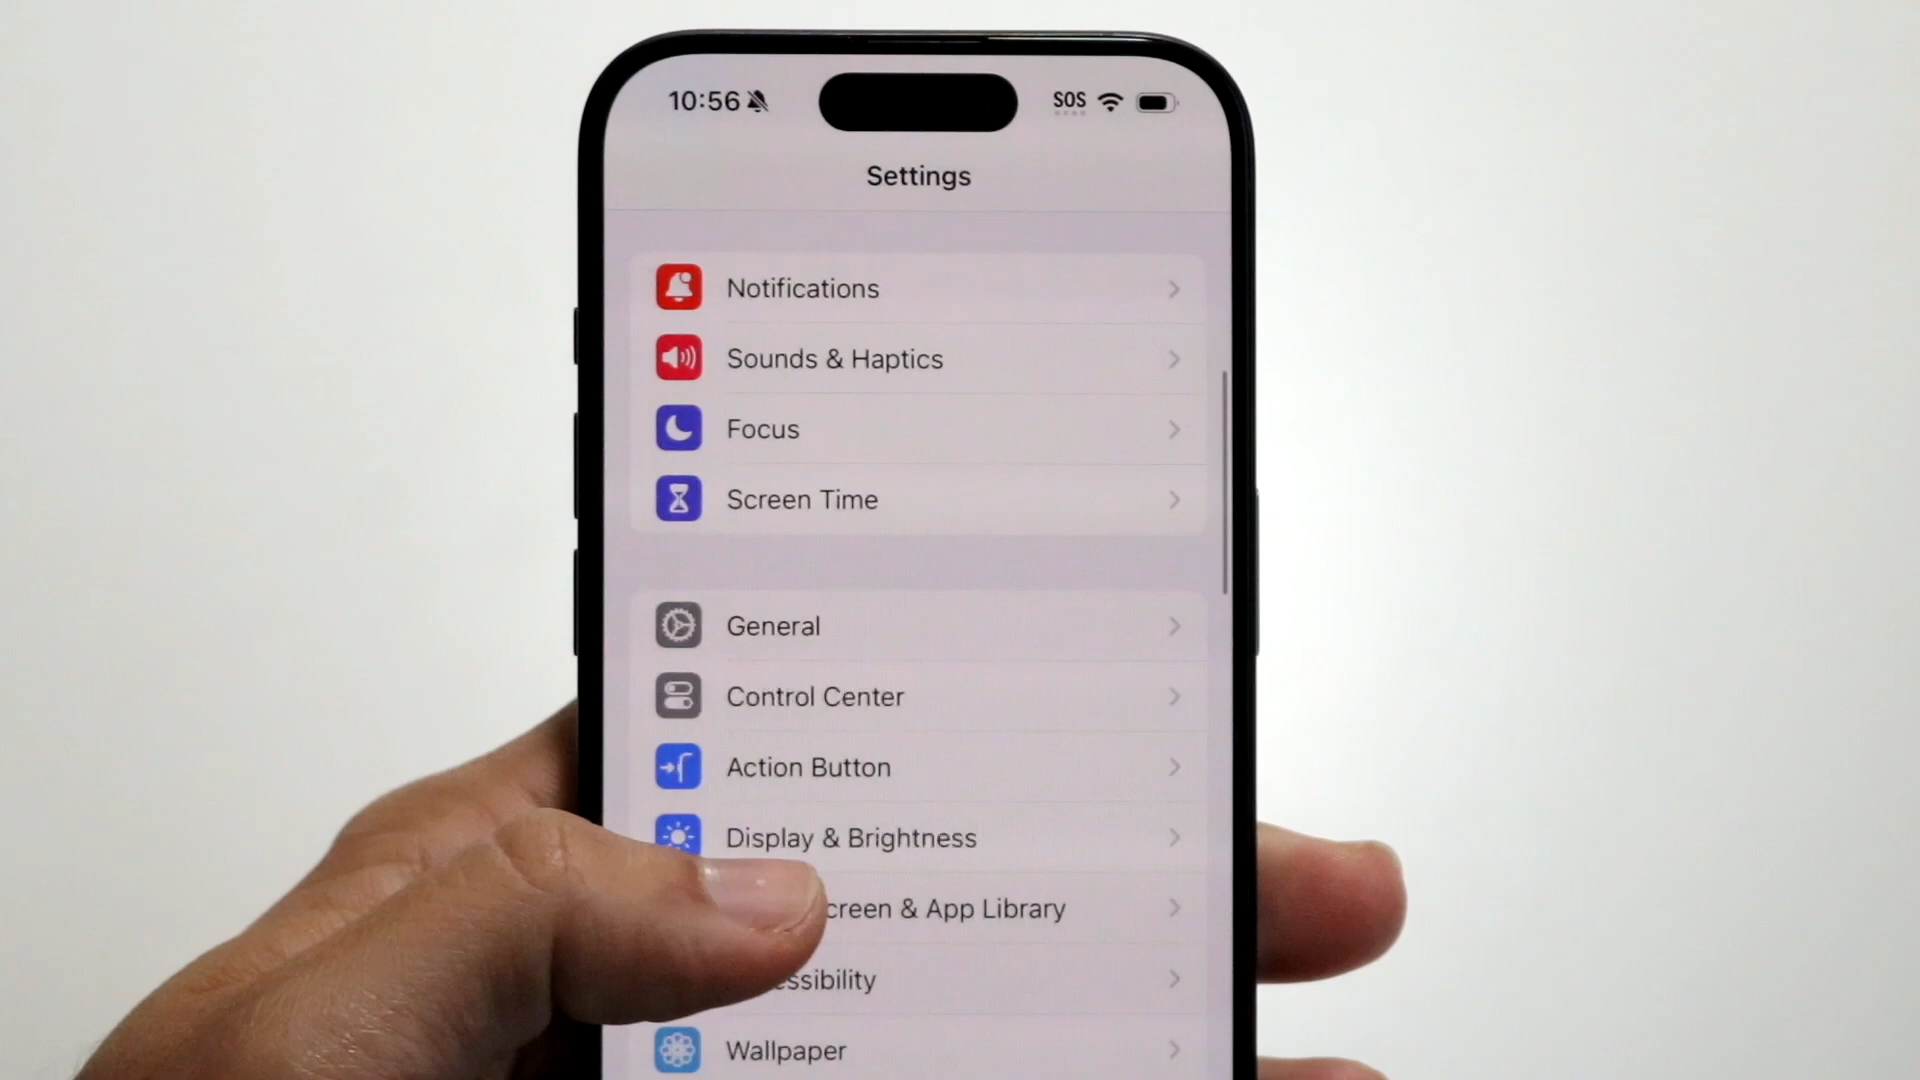 10:56 SOS
Settings
Notifications
Sounds & Haptics
Focus
Screen Time
General
Control Center
Action Button
Display & Brightness
creen & App Library
ssibility
Wallpaper